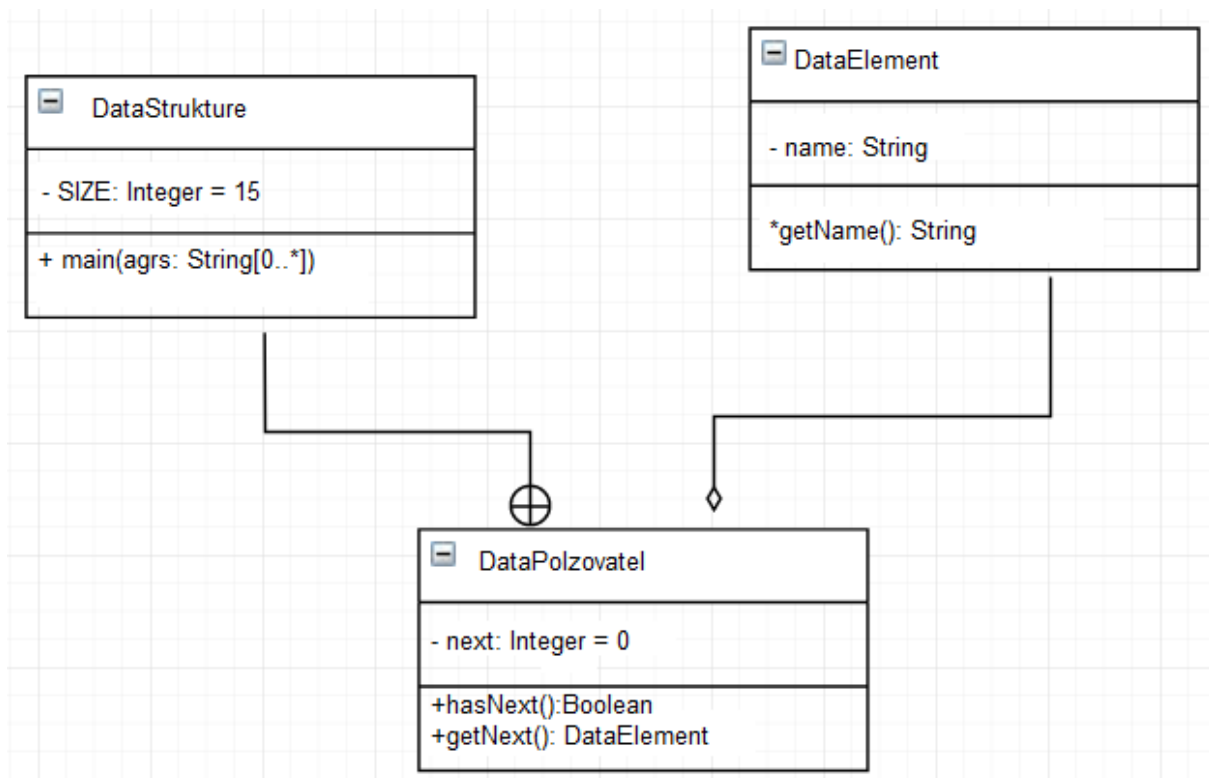 DataStrukture
- SIZE: Integer = 15
+ main(agrs: String[0..*])
DataElement
- name: String
*getName(): String
DataPolzovatel
- next: Integer = 0
+hasNext():Boolean
+getNext(): DataElement